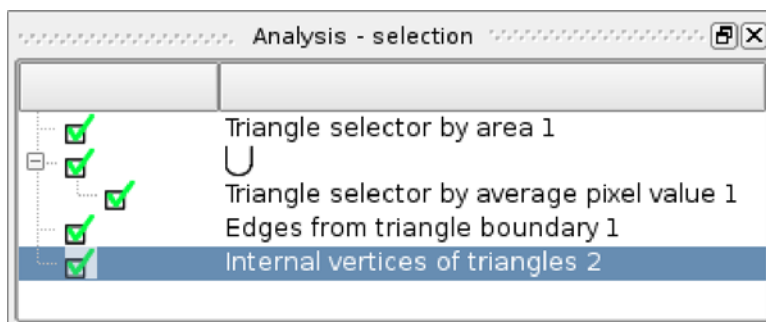 Analysis - selection
Triangle selector by area 1
∪
Triangle selector by average pixel value 1
Edges from triangle boundary 1
Internal vertices of triangles 2